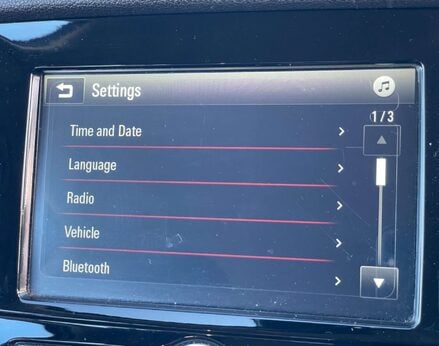 Settings
1/3
Time and Date
Language
Radio
Vehicle
Bluetooth